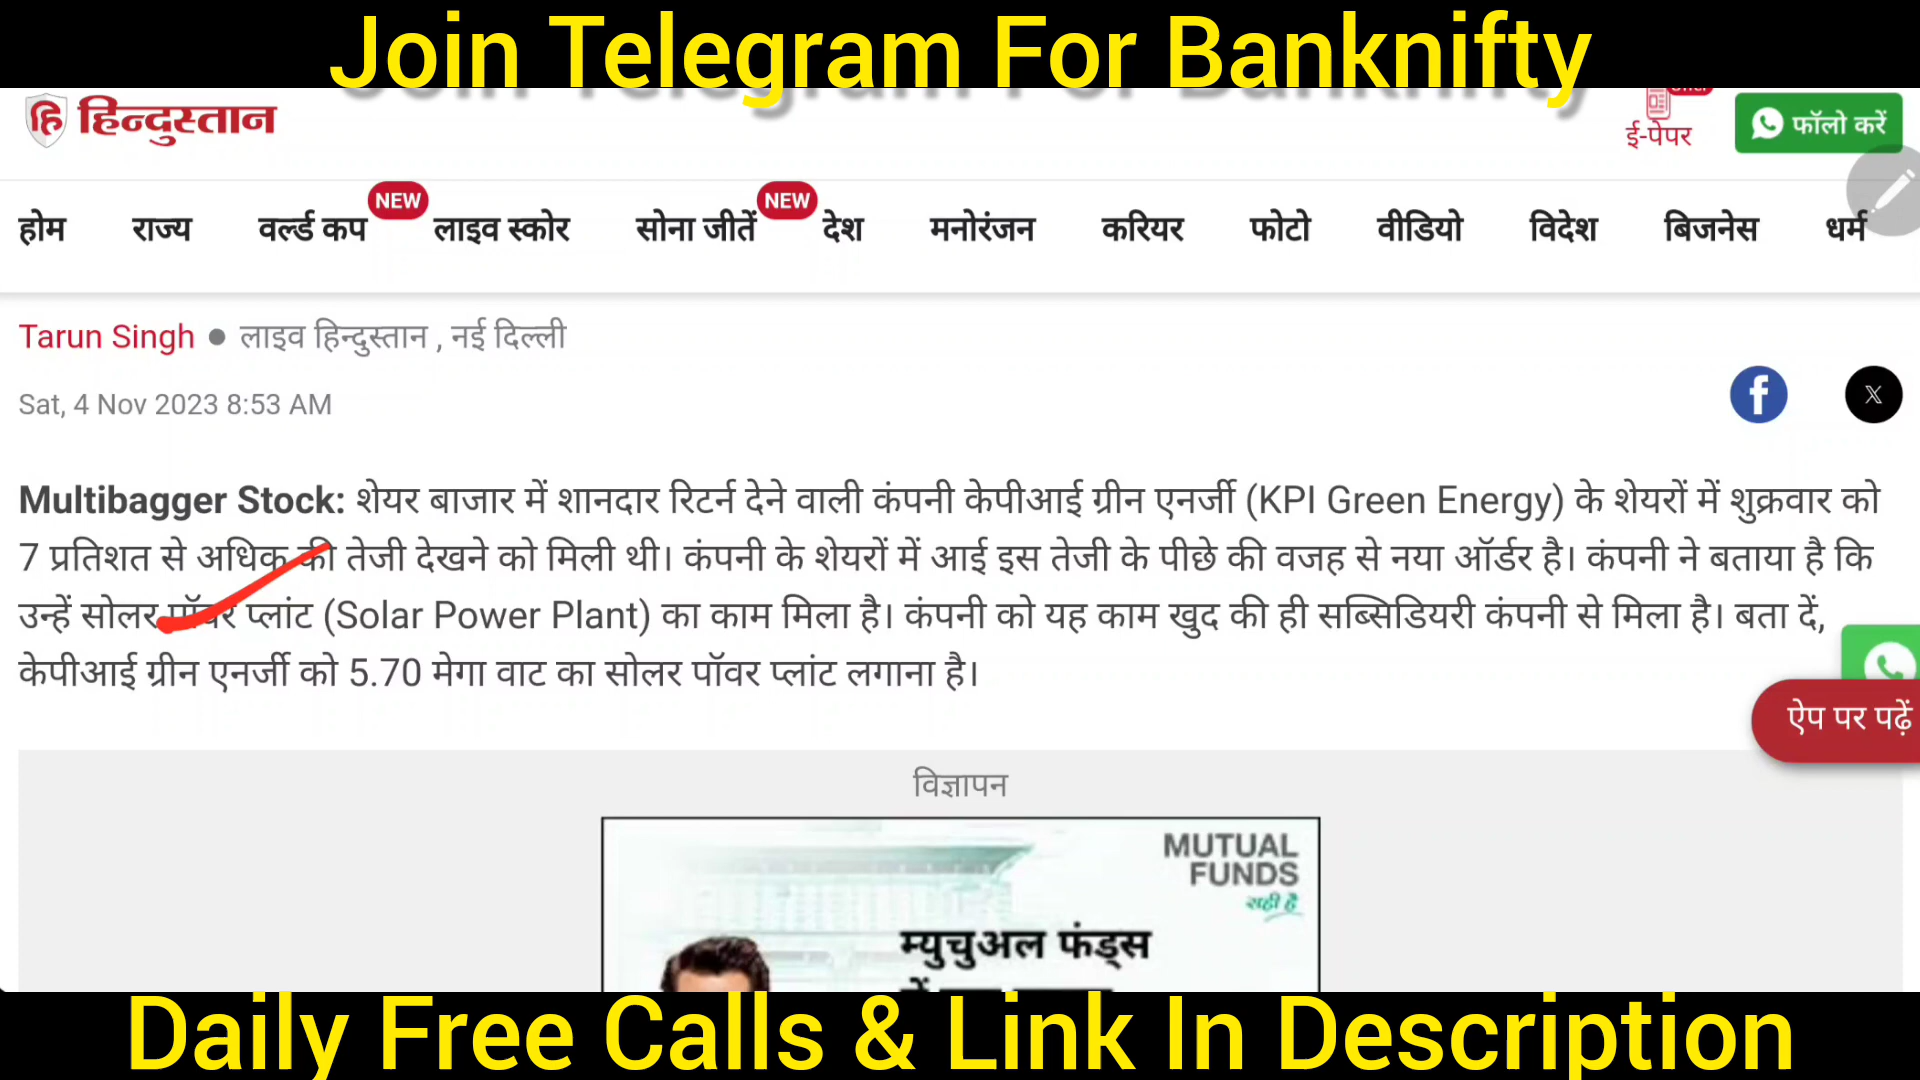 Join Telegram For Banknifty
हि हिन्दुस्तान
ई-पेपर
फॉलो करें
NEW NEW
होम राज्य वर्ल्ड कप लाइव स्कोर सोना जीतें देश मनोरंजन करियर फोटो वीडियो विदेश बिजनेस धर्म
Tarun Singh ● लाइव हिन्दुस्तान , नई दिल्ली
Sat, 4 Nov 2023 8:53 AM
Multibagger Stock: शेयर बाजार में शानदार रिटर्न देने वाली कंपनी केपीआई ग्रीन एनर्जी (KPI Green Energy) के शेयरों में शुक्रवार को
7 प्रतिशत से अधिक की तेजी देखने को मिली थी। कंपनी के शेयरों में आई इस तेजी के पीछे की वजह से नया ऑर्डर है। कंपनी ने बताया है कि
उन्हें सोलर पॉवर प्लांट (Solar Power Plant) का काम मिला है। कंपनी को यह काम खुद की ही सब्सिडियरी कंपनी से मिला है। बता दें,
केपीआई ग्रीन एनर्जी को 5.70 मेगा वाट का सोलर पॉवर प्लांट लगाना है।
ऐप पर पढ़ें
विज्ञापन
MUTUAL
FUNDS
सही है
म्युचुअल फंड्स
Daily Free Calls & Link In Description